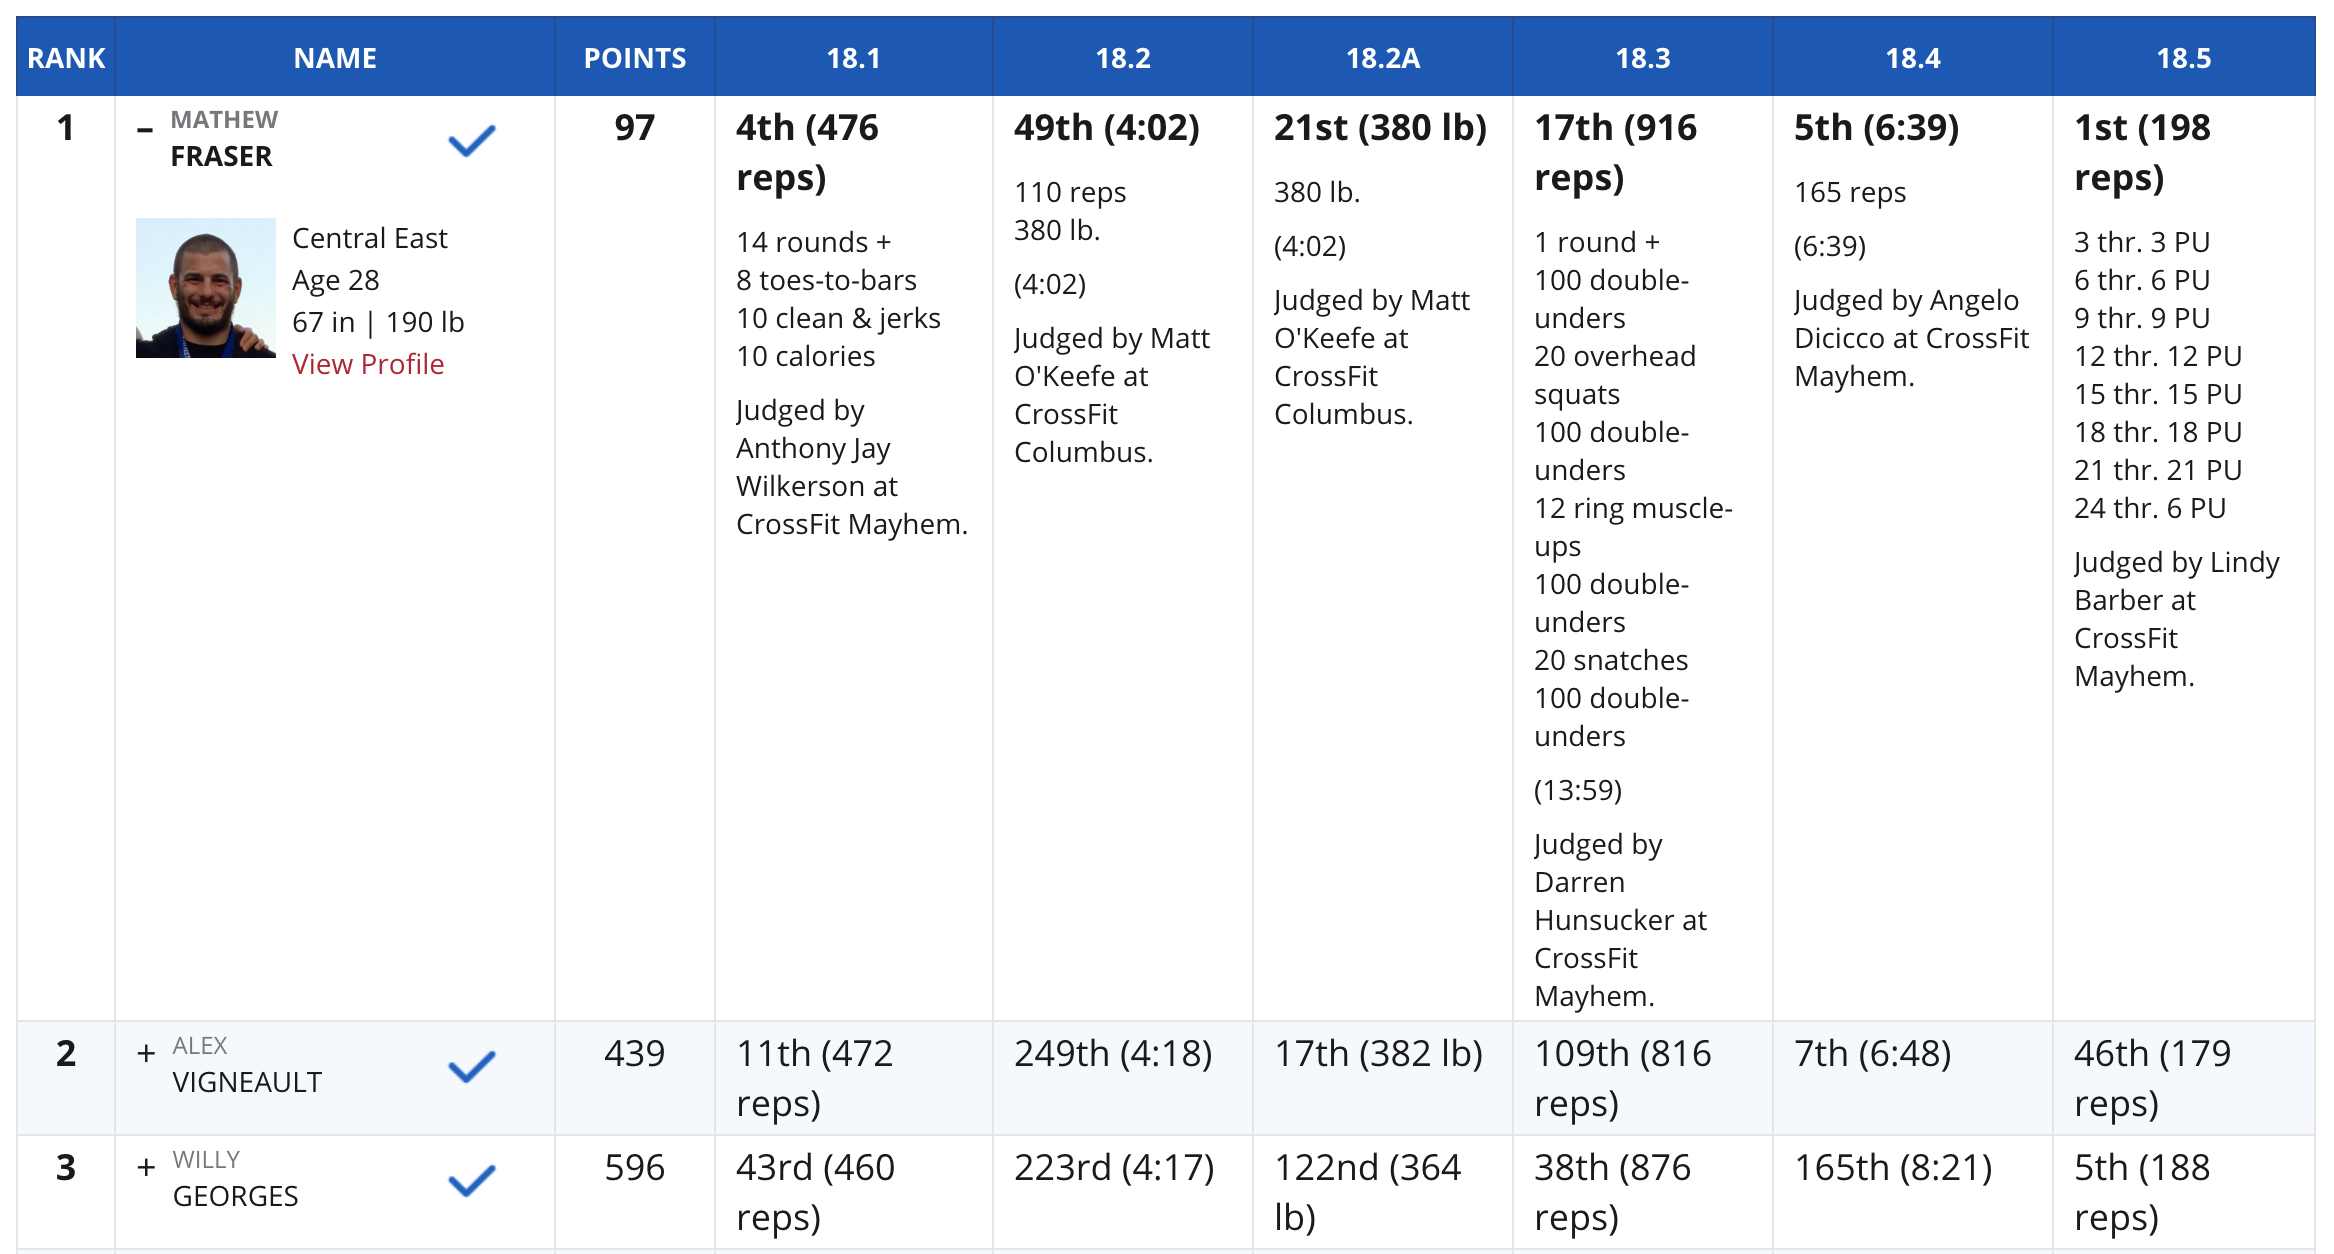 RANK NAME POINTS 18.1 18.2 18.2A 18.3 18.4 18.5
1
– MATHEW
FRASER
Central East
Age 28
67 in | 190 lb
View Profile
97
4th (476
reps)
14 rounds +
8 toes-to-bars
10 clean & jerks
10 calories
Judged by
Anthony Jay
Wilkerson at
CrossFit Mayhem.
49th (4:02)
110 reps
380 lb.
(4:02)
Judged by Matt
O'Keefe at
CrossFit
Columbus.
21st (380 lb)
380 lb.
(4:02)
Judged by Matt
O'Keefe at
CrossFit
Columbus.
17th (916
reps)
1 round +
100 double-
unders
20 overhead
squats
100 double-
unders
12 ring muscle-
ups
100 double-
unders
20 snatches
100 double-
unders
(13:59)
Judged by
Darren
Hunsucker at
CrossFit
Mayhem.
5th (6:39)
165 reps
(6:39)
Judged by Angelo
Dicicco at CrossFit
Mayhem.
1st (198
reps)
3 thr. 3 PU
6 thr. 6 PU
9 thr. 9 PU
12 thr. 12 PU
15 thr. 15 PU
18 thr. 18 PU
21 thr. 21 PU
24 thr. 6 PU
Judged by Lindy
Barber at
CrossFit
Mayhem.
2
+ ALEX
VIGNEAULT
439
11th (472
reps)
249th (4:18)
17th (382 lb)
109th (816
reps)
7th (6:48)
46th (179
reps)
3
+ WILLY
GEORGES
596
43rd (460
reps)
223rd (4:17)
122nd (364
lb)
38th (876
reps)
165th (8:21)
5th (188
reps)